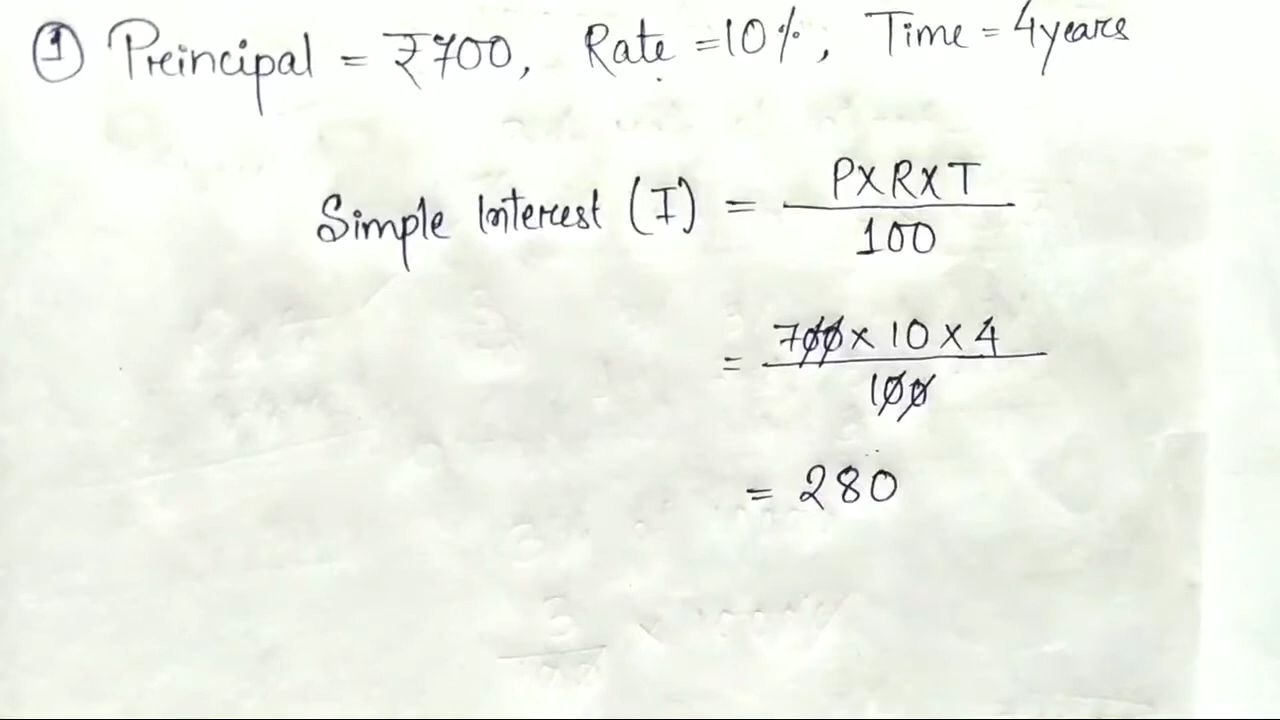 ① Preincipal = ₹700, Rate = 10%, Time = 4years
Simple Interest (I) = P×R×T
100
= 700 × 10 × 4
100
= 280